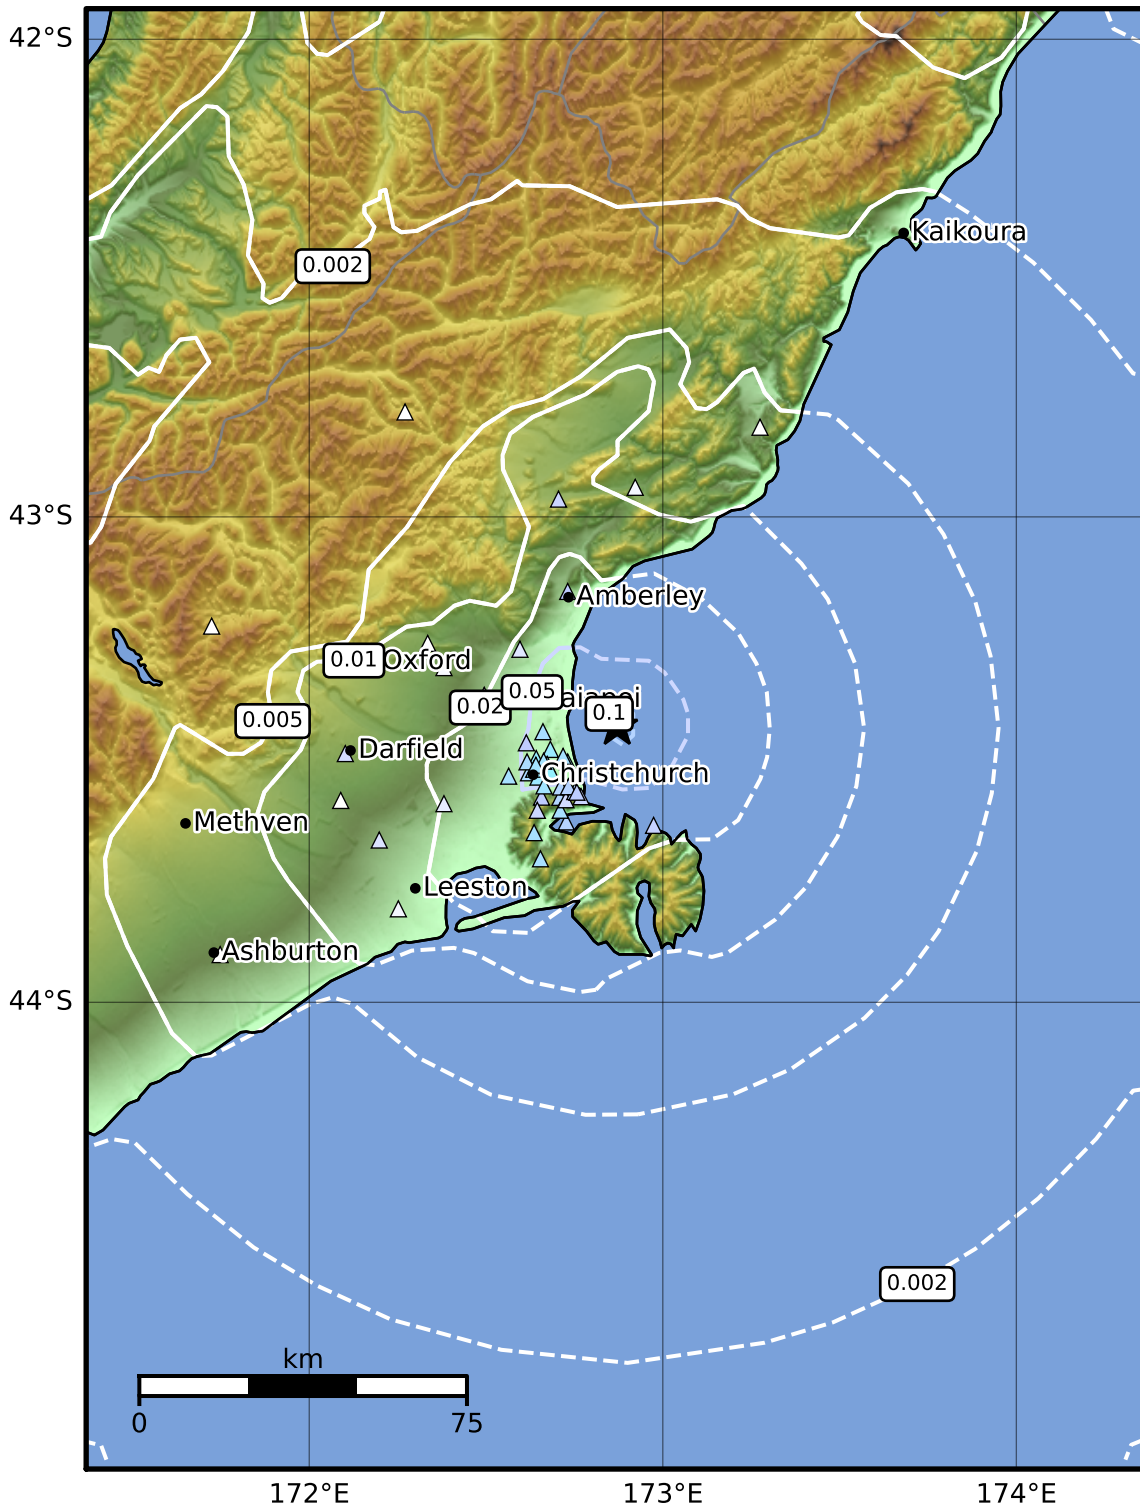 42°S
Kaikoura
0.002
43°S
Amberley
0.01
Oxford
0.05
0.02
0.1
0.005
Darfield
Christchurch
Methven
Leeston
Ashburton
44°S
0.002
km
0
75
172°E
173°E
174°E